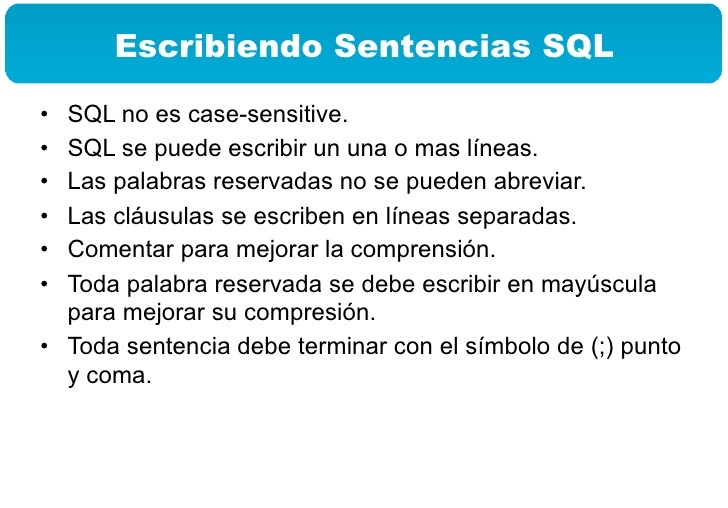 Escribiendo Sentencias SQL
• SQL no es case-sensitive.
• SQL se puede escribir un una o mas líneas.
• Las palabras reservadas no se pueden abreviar.
• Las cláusulas se escriben en líneas separadas.
• Comentar para mejorar la comprensión.
• Toda palabra reservada se debe escribir en mayúscula
para mejorar su compresión.
• Toda sentencia debe terminar con el símbolo de (;) punto
y coma.